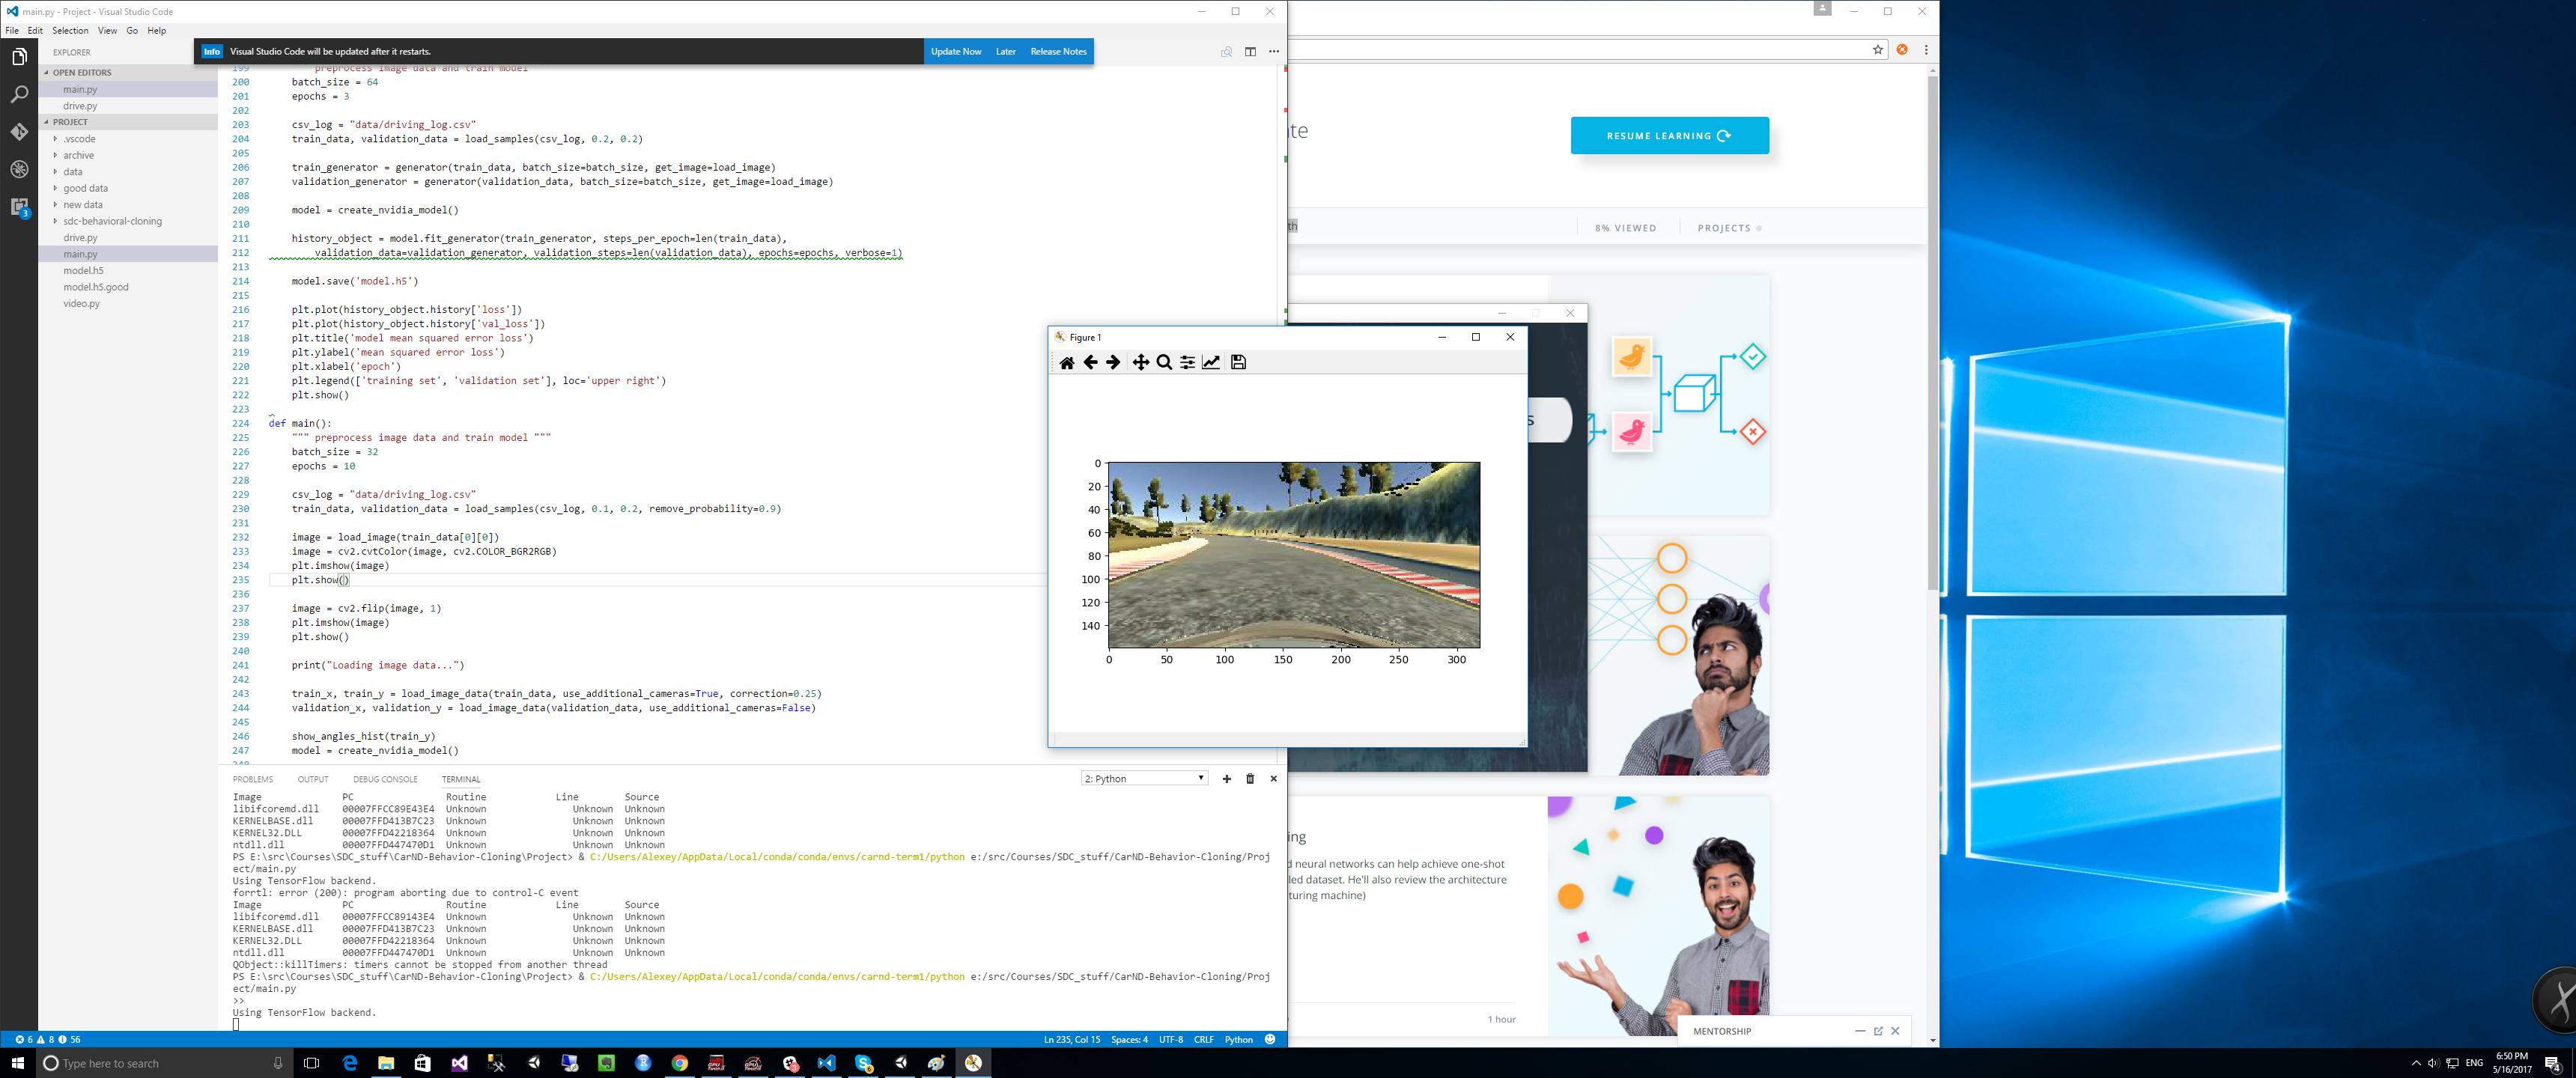 main.py - Project - Visual Studio Code
File Edit Selection View Go Help
EXPLORER
Info Visual Studio Code will be updated after it restarts. Update Now Later Release Notes
OPEN EDITORS
main.py
drive.py
PROJECT
.vscode
archive
data
good data
new data
sdc-behavioral-cloning
drive.py
main.py
model.h5
model.h5.good
video.py
3
199 preprocess image data and train model
200 batch_size = 64
201 epochs = 3
202
203 csv_log = "data/driving_log.csv"
204 train_data, validation_data = load_samples(csv_log, 0.2, 0.2)
205
206 train_generator = generator(train_data, batch_size=batch_size, get_image=load_image)
207 validation_generator = generator(validation_data, batch_size=batch_size, get_image=load_image)
208
209 model = create_nvidia_model()
210
211 history_object = model.fit_generator(train_generator, steps_per_epoch=len(train_data),
212 validation_data=validation_generator, validation_steps=len(validation_data), epochs=epochs, verbose=1)
213
214 model.save('model.h5')
215
216 plt.plot(history_object.history['loss'])
217 plt.plot(history_object.history['val_loss'])
218 plt.title('model mean squared error loss')
219 plt.ylabel('mean squared error loss')
220 plt.xlabel('epoch')
221 plt.legend(['training set', 'validation set'], loc='upper right')
222 plt.show()
223
224 def main():
225 """ preprocess image data and train model """
226 batch_size = 32
227 epochs = 10
228
229 csv_log = "data/driving_log.csv"
230 train_data, validation_data = load_samples(csv_log, 0.1, 0.2, remove_probability=0.9)
231
232 image = load_image(train_data[0][0])
233 image = cv2.cvtColor(image, cv2.COLOR_BGR2RGB)
234 plt.imshow(image)
235 plt.show()
236
237 image = cv2.flip(image, 1)
238 plt.imshow(image)
239 plt.show()
240
241 print("Loading image data...")
242
243 train_x, train_y = load_image_data(train_data, use_additional_cameras=True, correction=0.25)
244 validation_x, validation_y = load_image_data(validation_data, use_additional_cameras=False)
245
246 show_angles_hist(train_y)
247 model = create_nvidia_model()
PROBLEMS OUTPUT DEBUG CONSOLE TERMINAL 2: Python
Image PC Routine Line Source
libifcoremd.dll 00007FFCC89E43E4 Unknown Unknown Unknown
KERNELBASE.dll 00007FFD413B7C23 Unknown Unknown Unknown
KERNEL32.DLL 00007FFD42218364 Unknown Unknown Unknown
ntdll.dll 00007FFD447470D1 Unknown Unknown Unknown
PS E:\src\Courses\SDC_stuff\CarND-Behavior-Cloning\Project> & C:/Users/Alexey/AppData/Local/conda/conda/envs/carnd-term1/python e:/src/Courses/SDC_stuff/CarND-Behavior-Cloning/Proj
ect/main.py
Using TensorFlow backend.
forrtl: error (200): program aborting due to control-C event
Image PC Routine Line Source
libifcoremd.dll 00007FFCC89143E4 Unknown Unknown Unknown
KERNELBASE.dll 00007FFD413B7C23 Unknown Unknown Unknown
KERNEL32.DLL 00007FFD42218364 Unknown Unknown Unknown
ntdll.dll 00007FFD447470D1 Unknown Unknown Unknown
QObject::killTimers: timers cannot be stopped from another thread
PS E:\src\Courses\SDC_stuff\CarND-Behavior-Cloning\Project> & C:/Users/Alexey/AppData/Local/conda/conda/envs/carnd-term1/python e:/src/Courses/SDC_stuff/CarND-Behavior-Cloning/Proj
ect/main.py
>>
Using TensorFlow backend.
6 8 56
Ln 235, Col 15 Spaces: 4 UTF-8 CRLF Python
Figure 1
0
20
40
60
80
100
120
140
0 50 100 150 200 250 300
s
ate
RESUME LEARNING
th
8% VIEWED PROJECTS
ing
d neural networks can help achieve one-shot
led dataset. He'll also review the architecture
turing machine)
1 hour
MENTORSHIP
Type here to search
ENG
6:50 PM
5/16/2017
4